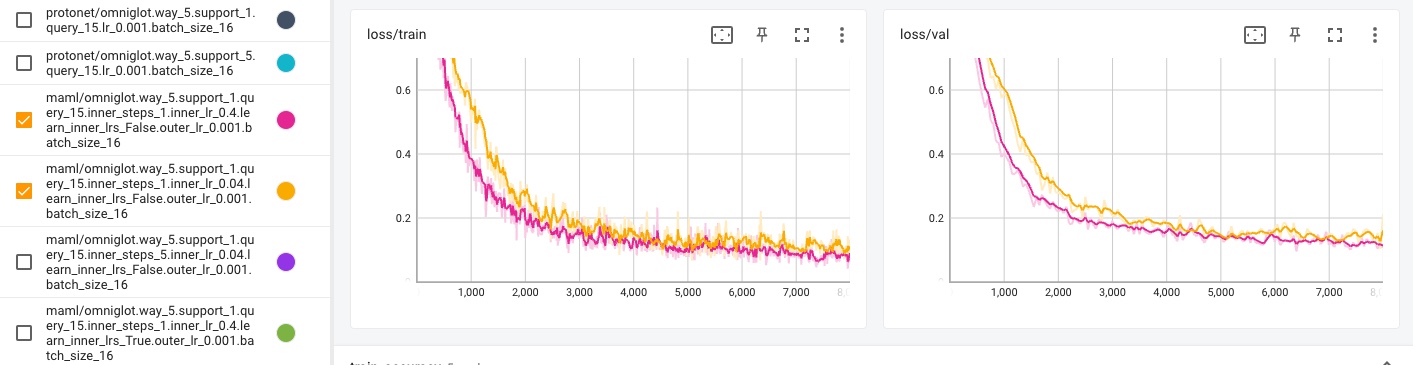 protonet/omniglot.way_5.support_1.
query_15.lr_0.001.batch_size_16
protonet/omniglot.way_5.support_5.
query_15.lr_0.001.batch_size_16
maml/omniglot.way_5.support_1.qu
ery_15.inner_steps_1.inner_lr_0.4.le
arn_inner_lrs_False.outer_lr_0.001.b
atch_size_16
maml/omniglot.way_5.support_1.qu
ery_15.inner_steps_1.inner_lr_0.04.l
earn_inner_lrs_False.outer_lr_0.001.
batch_size_16
maml/omniglot.way_5.support_1.qu
ery_15.inner_steps_5.inner_lr_0.04.l
earn_inner_lrs_False.outer_lr_0.001.
batch_size_16
maml/omniglot.way_5.support_1.qu
ery_15.inner_steps_1.inner_lr_0.4.le
arn_inner_lrs_True.outer_lr_0.001.ba
tch_size_16
loss/train
0.6
0.4
0.2
1,000 2,000 3,000 4,000 5,000 6,000 7,000
loss/val
0.6
0.4
0.2
1,000 2,000 3,000 4,000 5,000 6,000 7,000